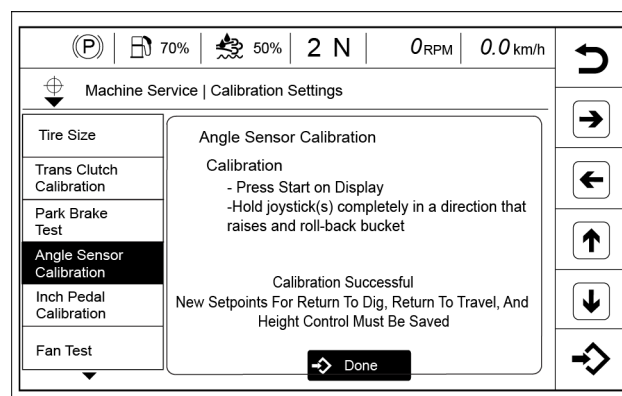 (P) 70% 50% 2 N 0 RPM 0.0 km/h
Machine Service | Calibration Settings
Tire Size
Trans Clutch
Calibration
Park Brake
Test
Angle Sensor
Calibration
Inch Pedal
Calibration
Fan Test
Angle Sensor Calibration
Calibration
- Press Start on Display
-Hold joystick(s) completely in a direction that
raises and roll-back bucket
Calibration Successful
New Setpoints For Return To Dig, Return To Travel, And
Height Control Must Be Saved
Done